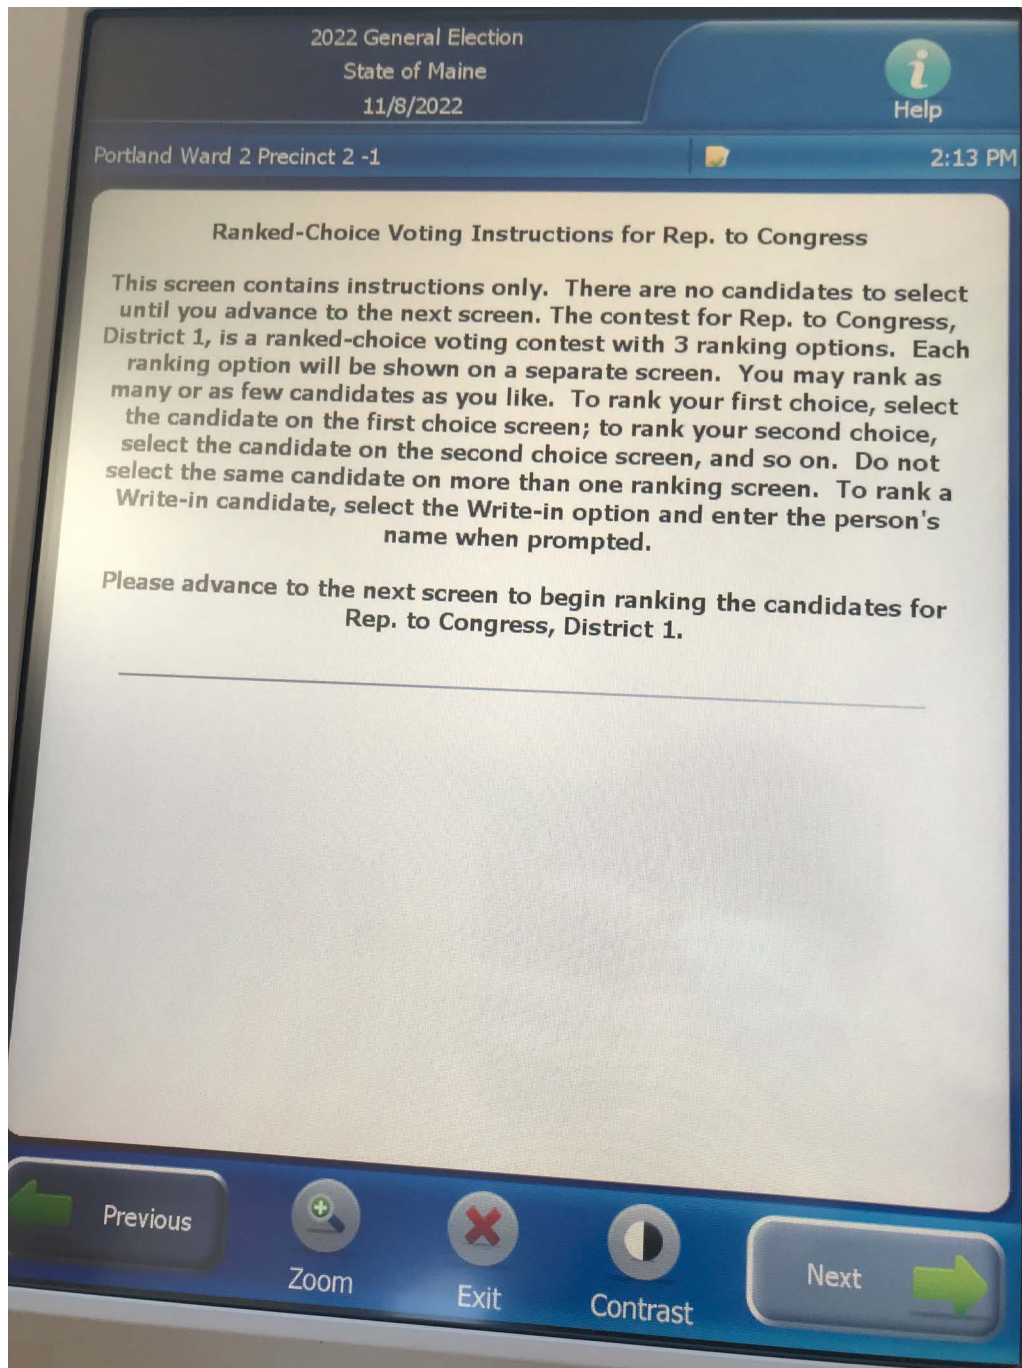 2022 General Election
State of Maine
11/8/2022
Help
Portland Ward 2 Precinct 2 -1
2:13 PM
Ranked-Choice Voting Instructions for Rep. to Congress
This screen contains instructions only.  There are no candidates to select
until you advance to the next screen. The contest for Rep. to Congress,
District 1, is a ranked-choice voting contest with 3 ranking options.  Each
ranking option will be shown on a separate screen.  You may rank as
many or as few candidates as you like.  To rank your first choice, select
the candidate on the first choice screen; to rank your second choice,
select the candidate on the second choice screen, and so on.  Do not
select the same candidate on more than one ranking screen.  To rank a
Write-in candidate, select the Write-in option and enter the person's
name when prompted.
Please advance to the next screen to begin ranking the candidates for
Rep. to Congress, District 1.
Previous
Zoom
Exit
Contrast
Next